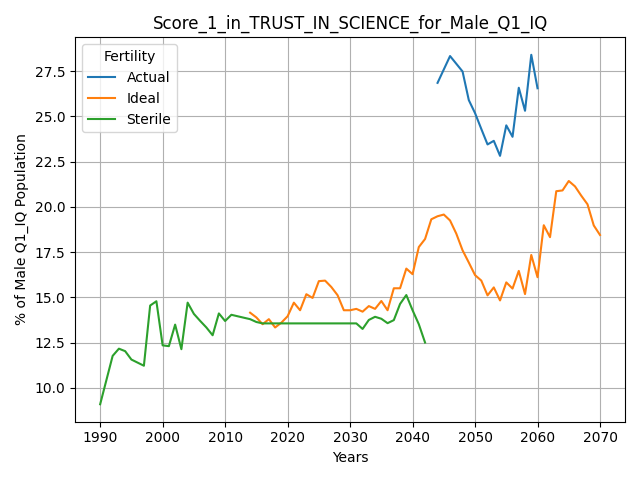 Score_1_in_TRUST_IN_SCIENCE_for_Male_Q1_IQ
Fertility
Actual
Ideal
Sterile
% of Male Q1_IQ Population
27.5
25.0
22.5
20.0
17.5
15.0
12.5
10.0
1990 2000 2010 2020 2030 2040 2050 2060 2070
Years